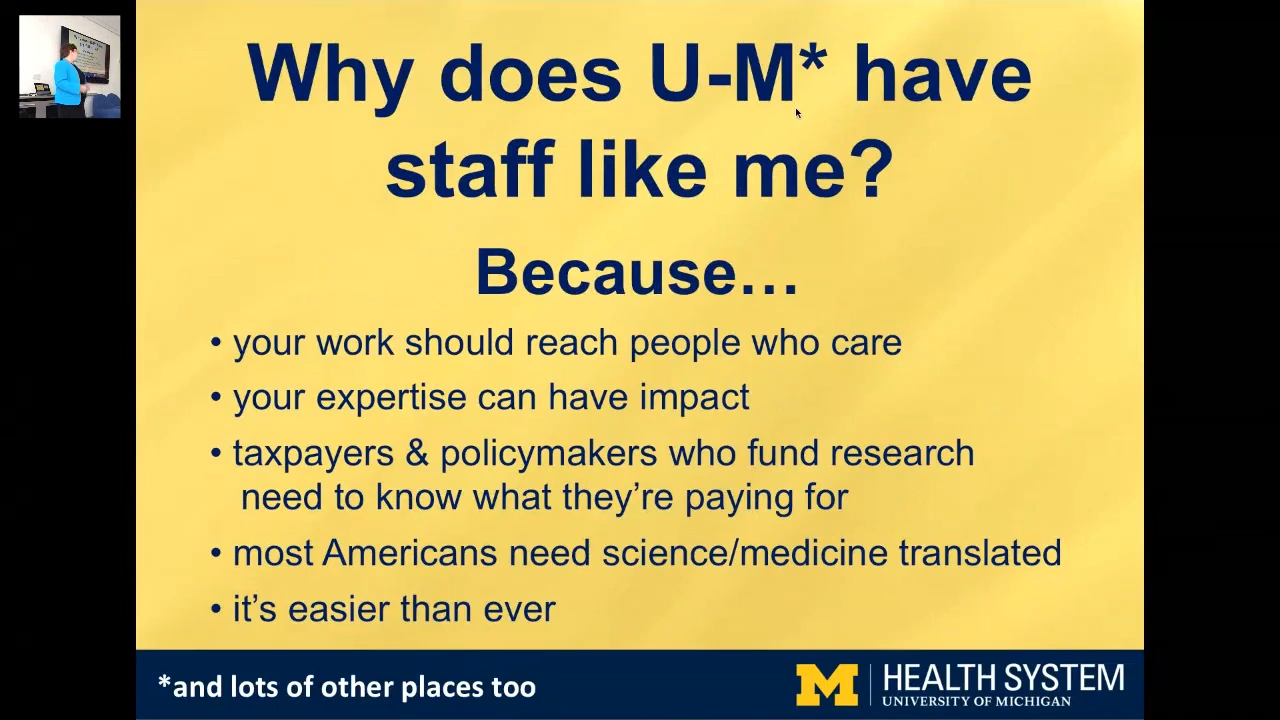 Why does U-M* have
staff like me?
Because…
• your work should reach people who care
• your expertise can have impact
• taxpayers & policymakers who fund research
need to know what they’re paying for
• most Americans need science/medicine translated
• it’s easier than ever
*and lots of other places too
M HEALTH SYSTEM
UNIVERSITY OF MICHIGAN